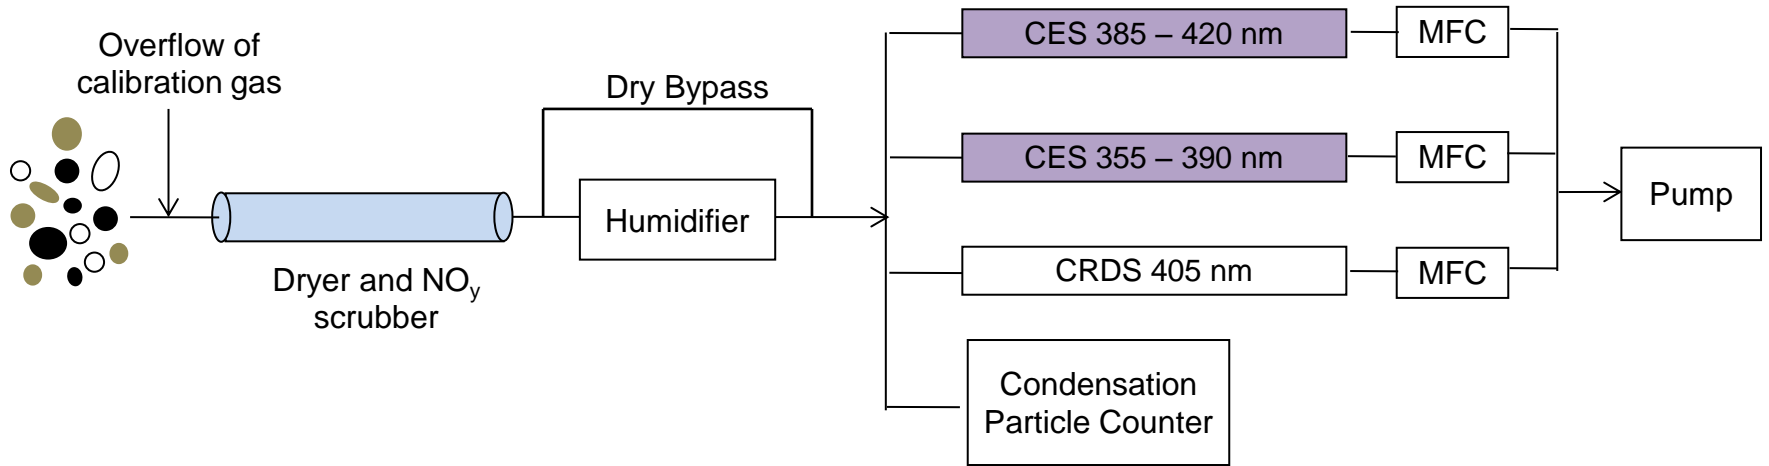 Overflow of
calibration gas
Dryer and NOy
scrubber
Dry Bypass
Humidifier
CES 385 – 420 nm
MFC
CES 355 – 390 nm
MFC
CRDS 405 nm
MFC
Condensation
Particle Counter
Pump